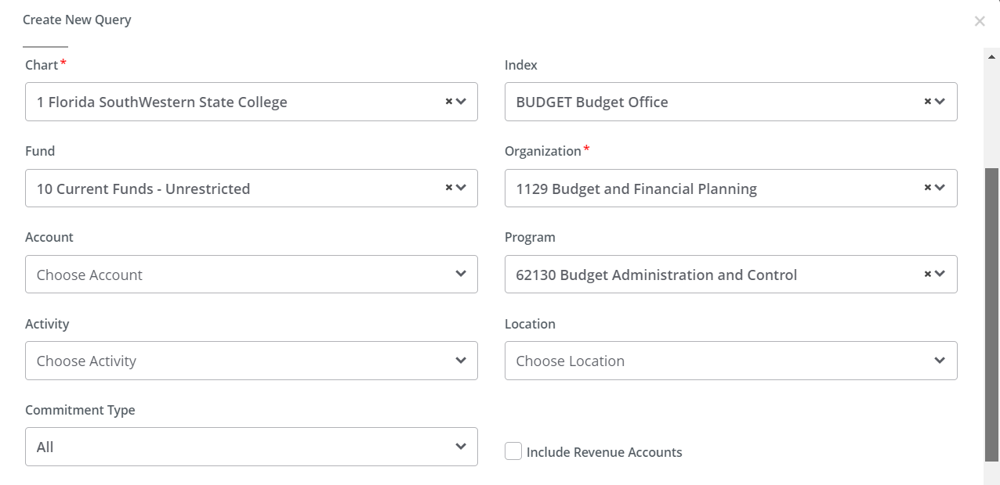 Create New Query
Chart*
Index
1 Florida SouthWestern State College
BUDGET Budget Office
Fund
Organization*
10 Current Funds - Unrestricted
1129 Budget and Financial Planning
Account
Program
Choose Account
62130 Budget Administration and Control
Activity
Location
Choose Activity
Choose Location
Commitment Type
All
Include Revenue Accounts